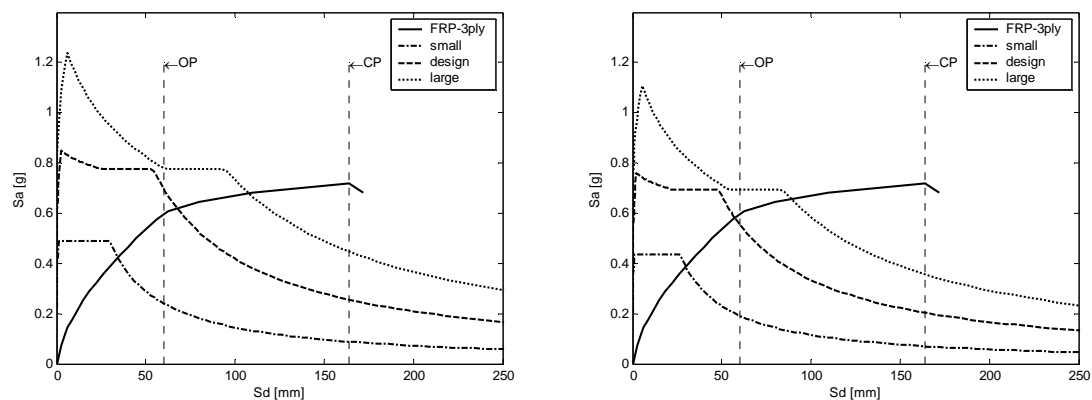 FRP-3ply
small
design
large
←OP
←CP
1.2
1
0.8
0.6
0.4
0.2
0
Sa [g]
0 50 100 150 200 250
Sd [mm]
FRP-3ply
small
design
large
←OP
←CP
1.2
1
0.8
0.6
0.4
0.2
0
Sa [g]
0 50 100 150 200 250
Sd [mm]